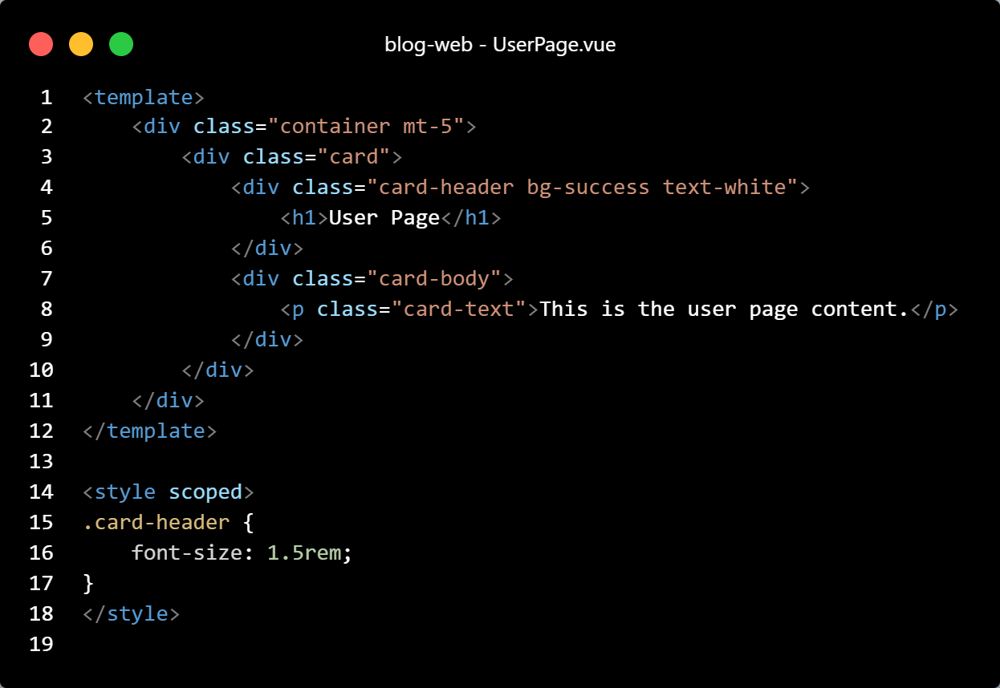 blog-web - UserPage.vue
1 <template>
2     <div class="container mt-5">
3         <div class="card">
4             <div class="card-header bg-success text-white">
5                 <h1>User Page</h1>
6             </div>
7             <div class="card-body">
8                 <p class="card-text">This is the user page content.</p>
9             </div>
10         </div>
11     </div>
12 </template>
13
14 <style scoped>
15 .card-header {
16     font-size: 1.5rem;
17 }
18 </style>
19